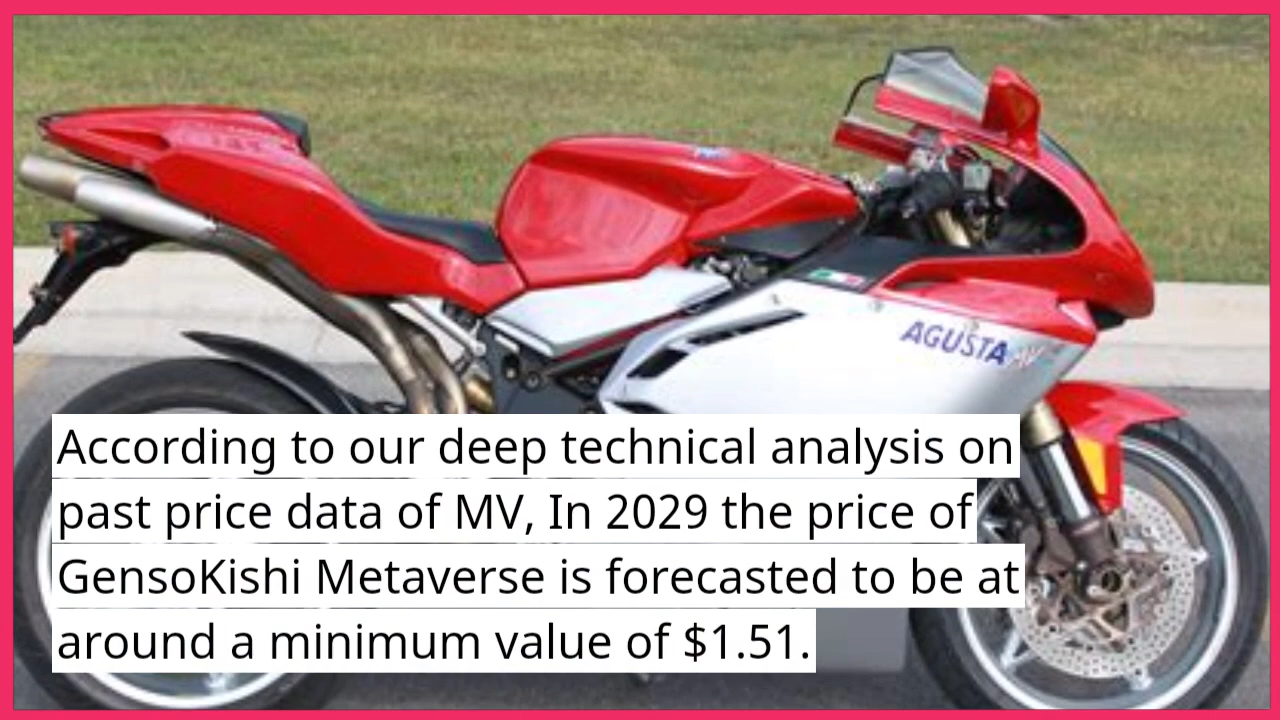 AGUSTA
According to our deep technical analysis on
past price data of MV, In 2029 the price of
GensoKishi Metaverse is forecasted to be at
around a minimum value of $1.51.